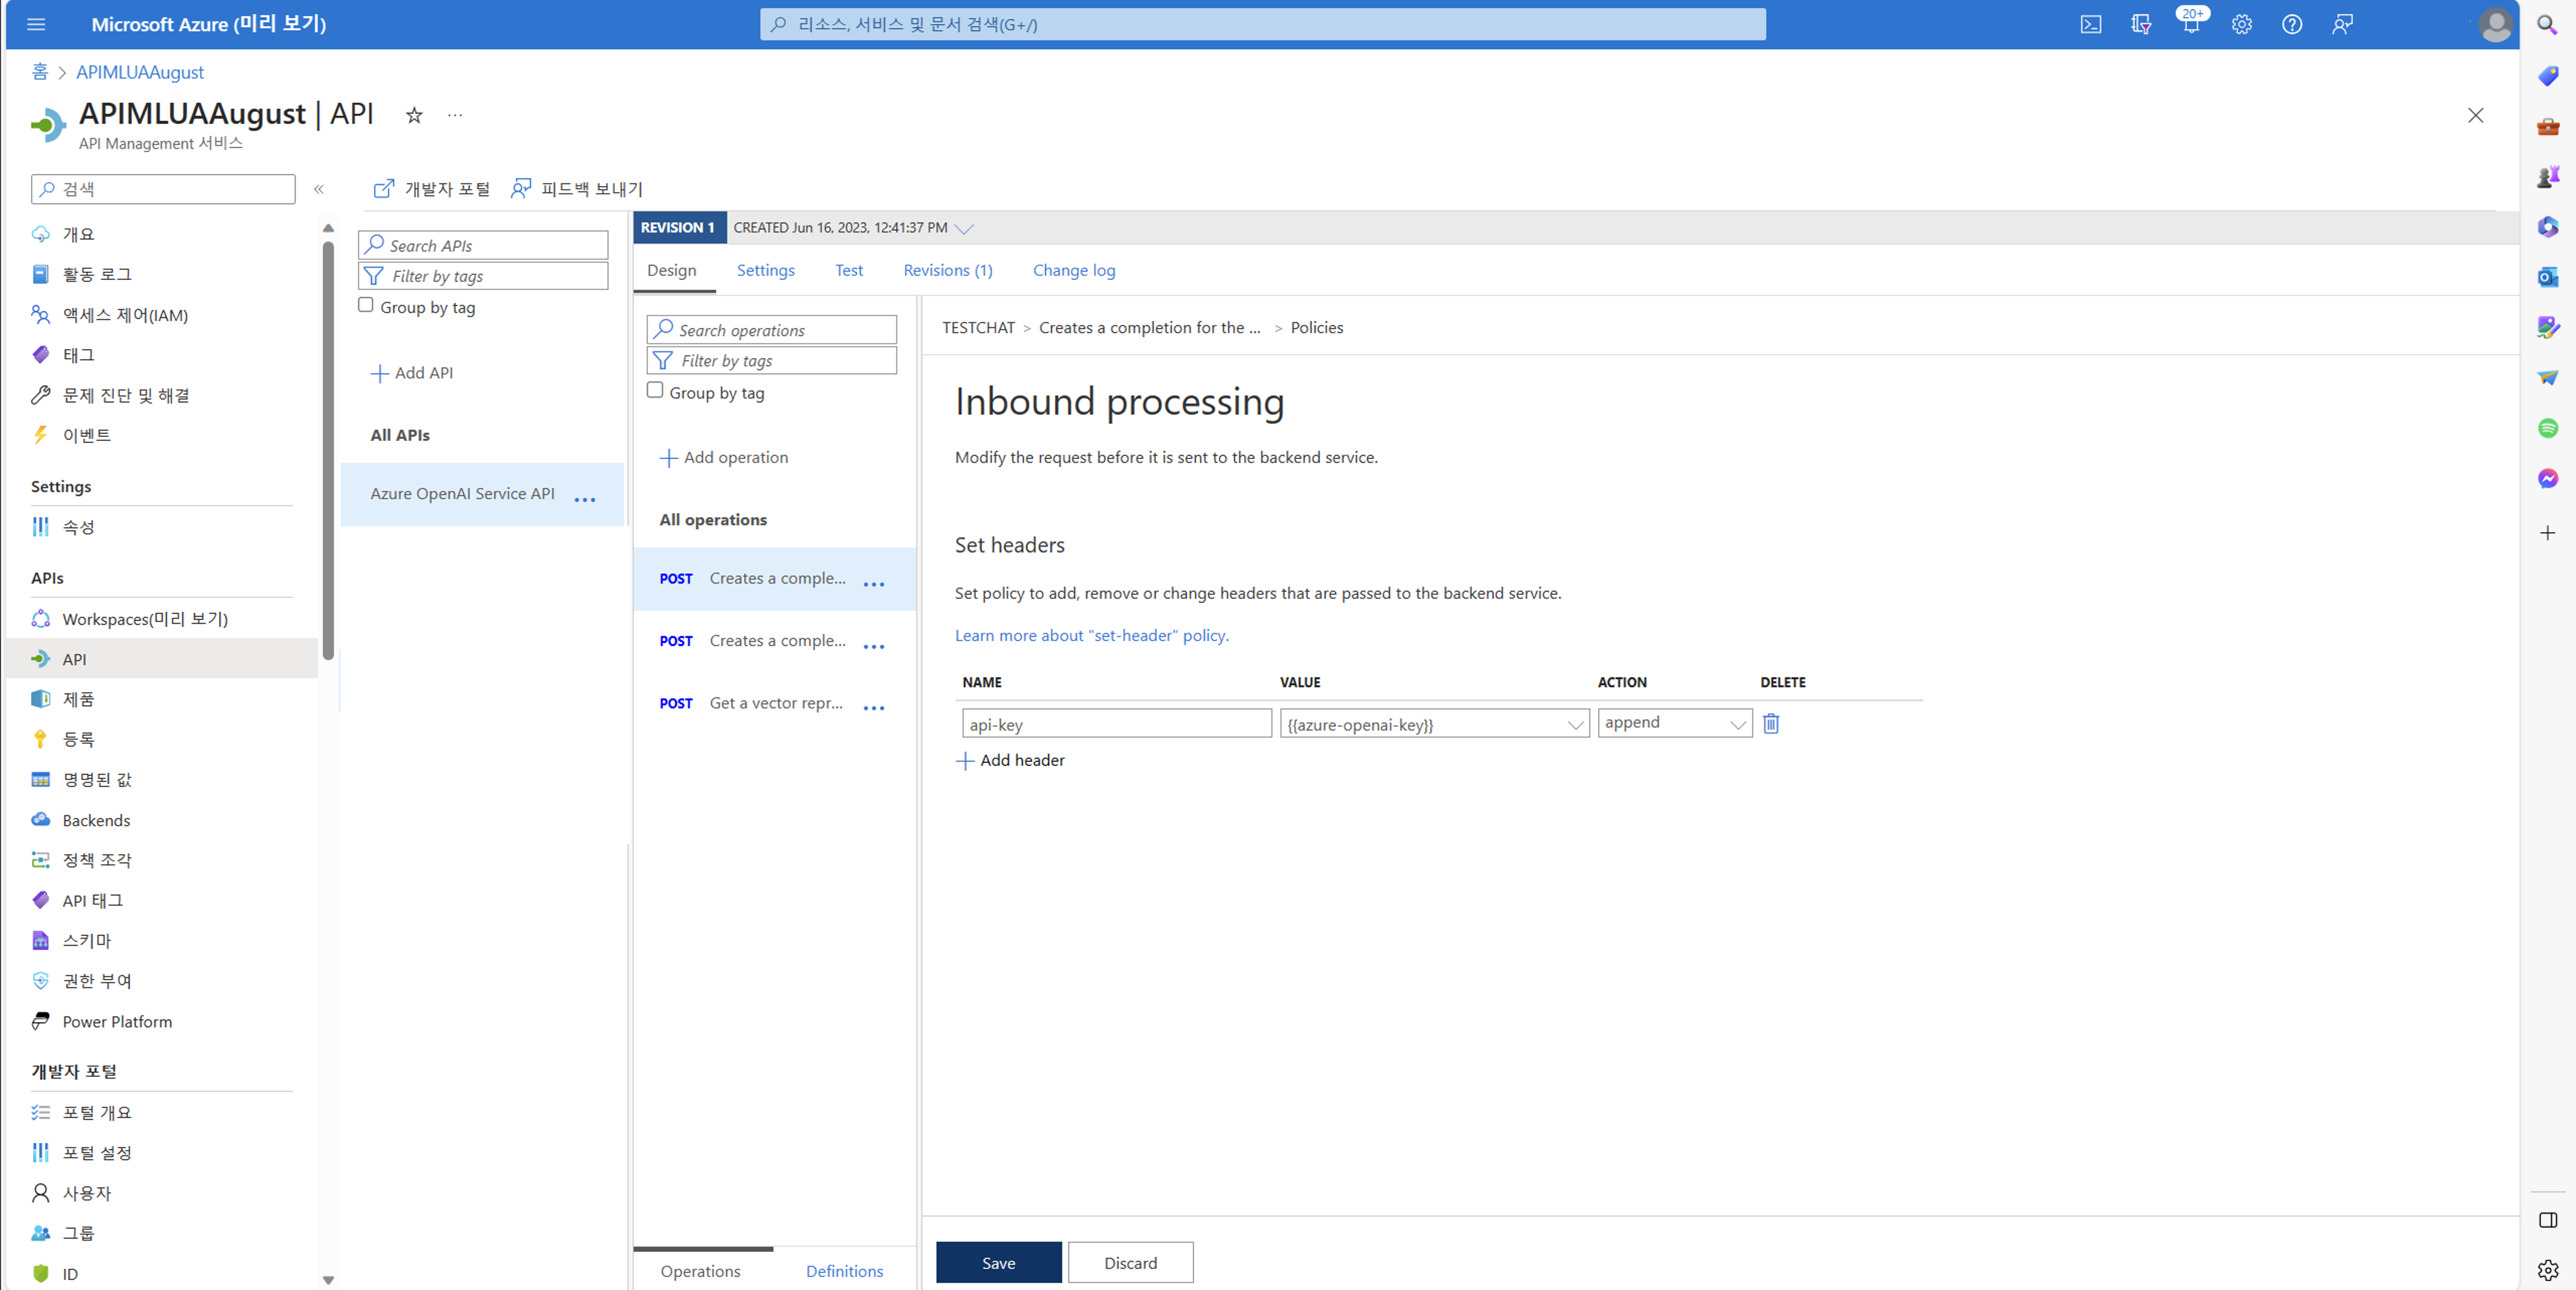 Microsoft Azure (미리 보기)
리소스, 서비스 및 문서 검색(G+/)
20+
홈 > APIMLUAAugust
APIMLUAAugust | API
API Management 서비스
검색
개요
활동 로그
액세스 제어(IAM)
태그
문제 진단 및 해결
이벤트
Settings
속성
APIs
Workspaces(미리 보기)
API
제품
등록
명명된 값
Backends
정책 조각
API 태그
스키마
권한 부여
Power Platform
개발자 포털
포털 개요
포털 설정
사용자
그룹
ID
개발자 포털
피드백 보내기
Search APIs
Filter by tags
Group by tag
Add API
All APIs
Azure OpenAI Service API
REVISION 1
CREATED Jun 16, 2023, 12:41:37 PM
Design
Settings
Test
Revisions (1)
Change log
Search operations
Filter by tags
Group by tag
Add operation
All operations
POST Creates a comple...
POST Creates a comple...
POST Get a vector repr...
Operations
Definitions
TESTCHAT > Creates a completion for the ... > Policies
Inbound processing
Modify the request before it is sent to the backend service.
Set headers
Set policy to add, remove or change headers that are passed to the backend service.
Learn more about "set-header" policy.
NAME VALUE ACTION DELETE
api-key {{azure-openai-key}} append
Add header
Save
Discard